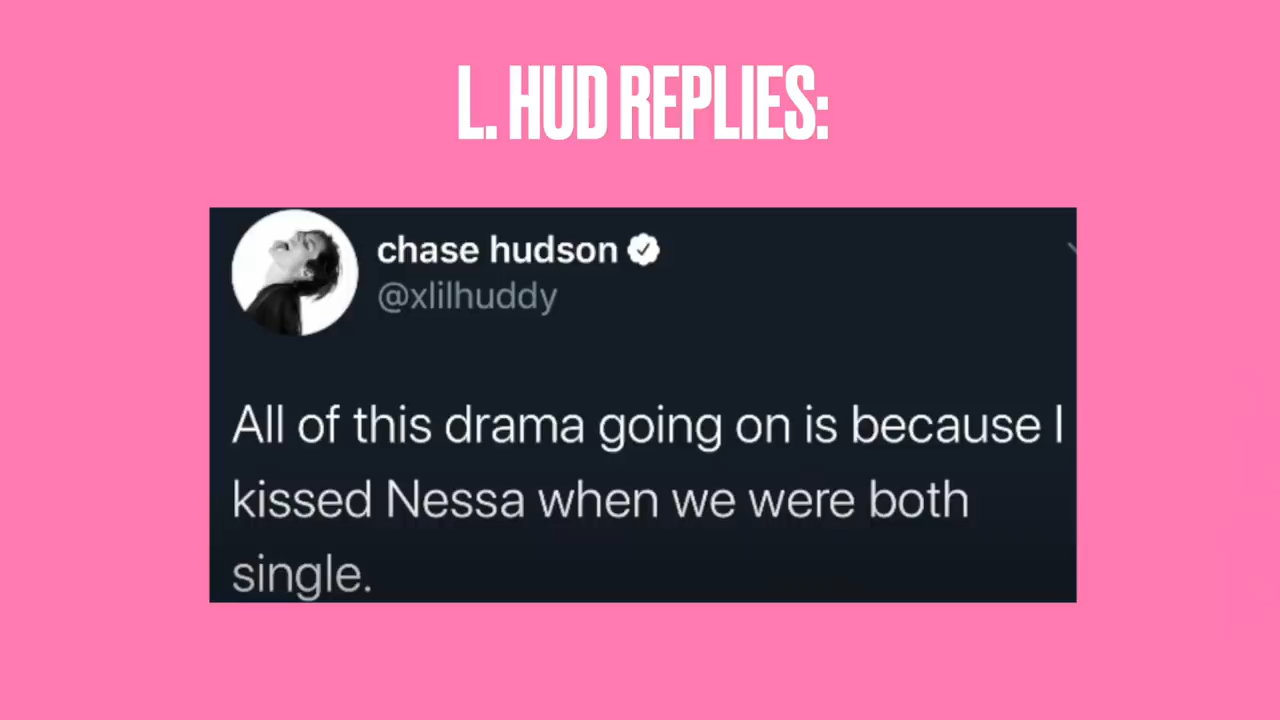 L. HUD REPLIES:
chase hudson
@xlilhuddy
All of this drama going on is because I
kissed Nessa when we were both
single.